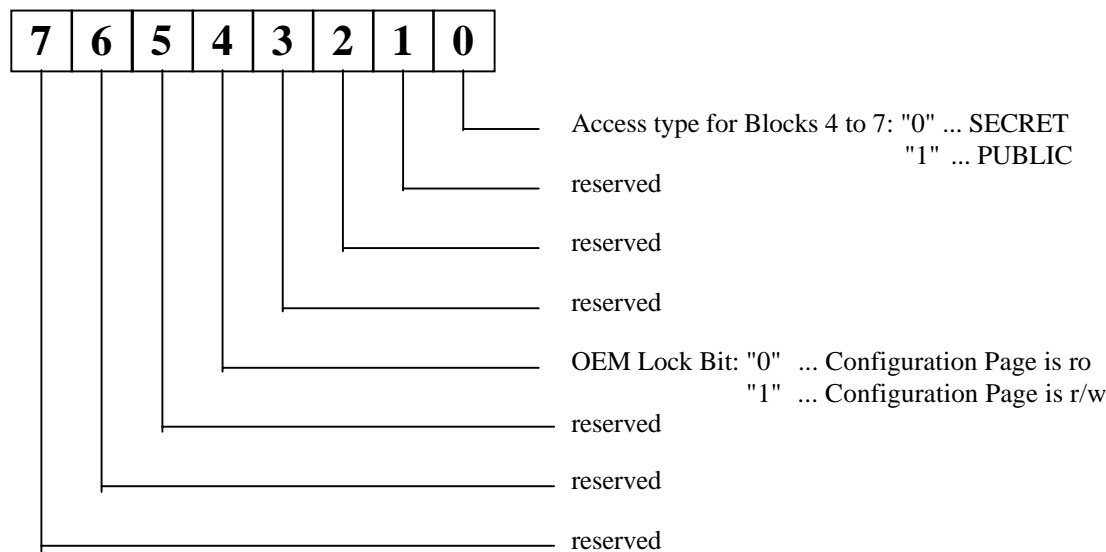 7 6 5 4 3 2 1 0
Access type for Blocks 4 to 7: "0" ... SECRET
"1" ... PUBLIC
reserved
reserved
reserved
OEM Lock Bit: "0" ... Configuration Page is ro
"1" ... Configuration Page is r/w
reserved
reserved
reserved